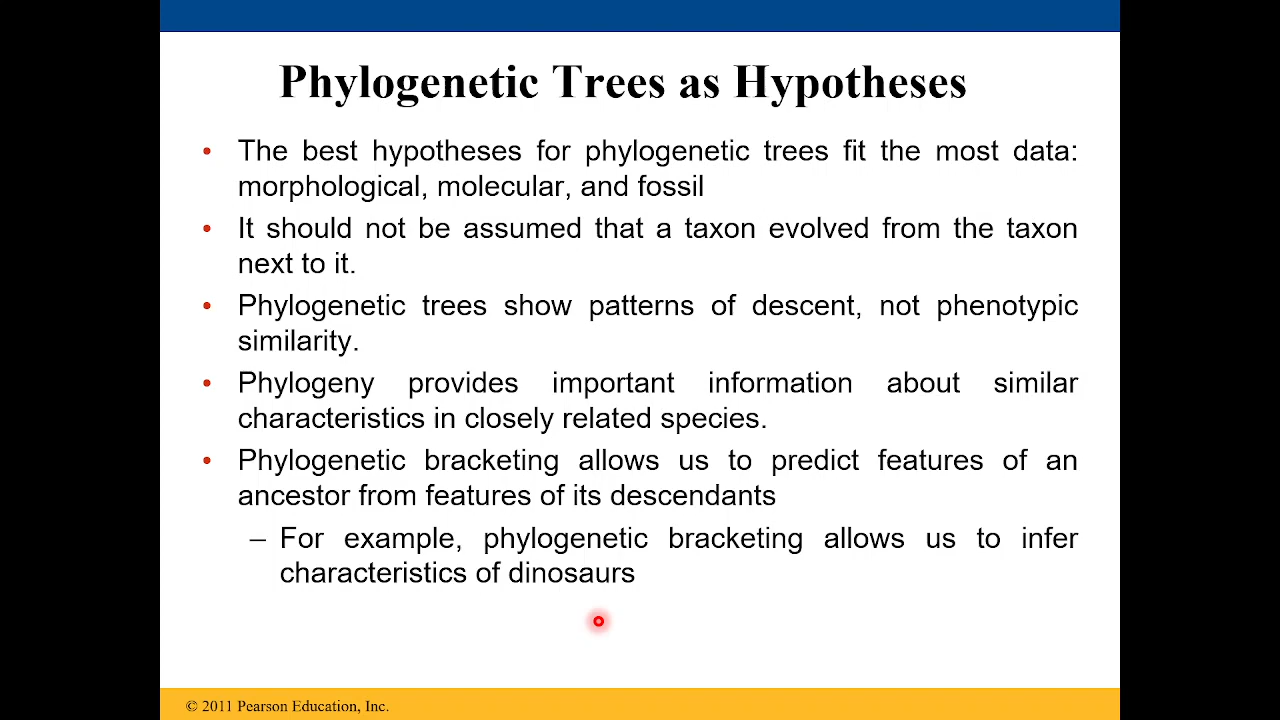 Phylogenetic Trees as Hypotheses
• The best hypotheses for phylogenetic trees fit the most data:
morphological, molecular, and fossil
• It should not be assumed that a taxon evolved from the taxon
next to it.
• Phylogenetic trees show patterns of descent, not phenotypic
similarity.
• Phylogeny provides important information about similar
characteristics in closely related species.
• Phylogenetic bracketing allows us to predict features of an
ancestor from features of its descendants
– For example, phylogenetic bracketing allows us to infer
characteristics of dinosaurs
© 2011 Pearson Education, Inc.